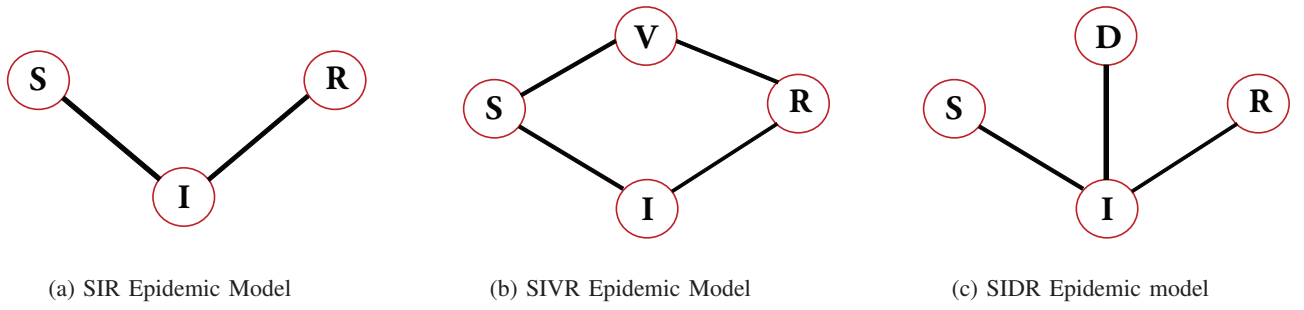 S
R
I
(a) SIR Epidemic Model
V
S
R
I
(b) SIVR Epidemic Model
D
S
R
I
(c) SIDR Epidemic model